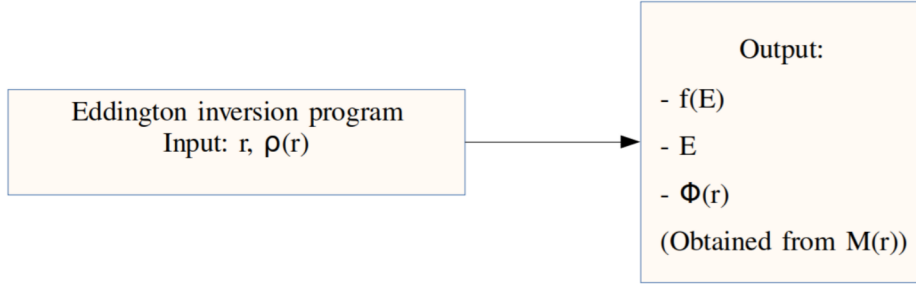 Eddington inversion program
Input: r, ρ(r)
Output:
- f(E)
- E
- Φ(r)
(Obtained from M(r))